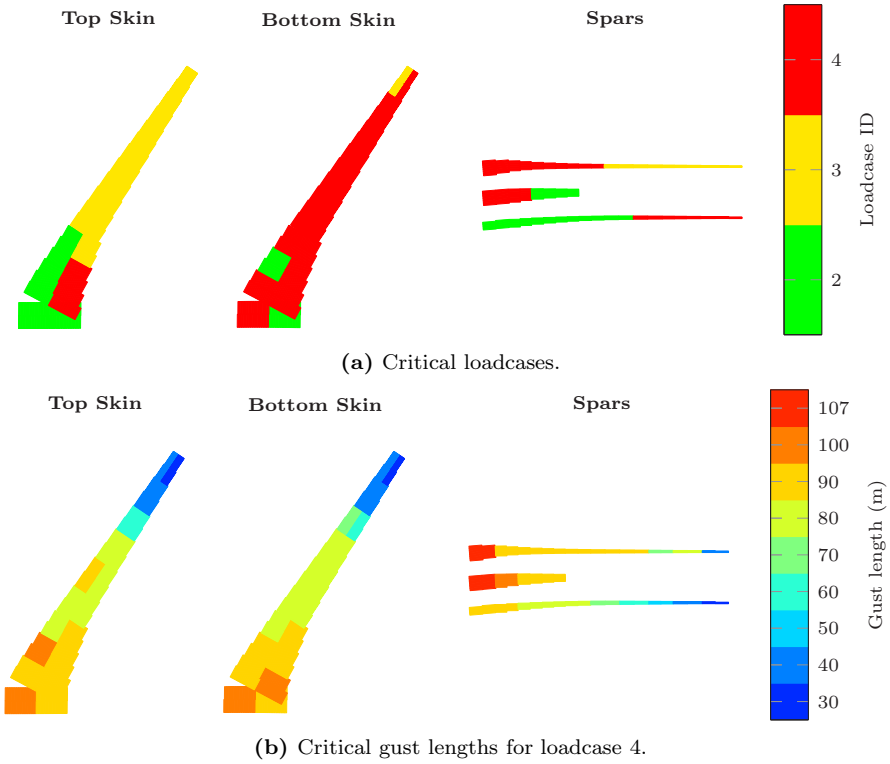 Top Skin
Bottom Skin
Spars
4
3
2
Loadcase ID
(a) Critical loadcases.
Top Skin
Bottom Skin
Spars
107
100
90
80
70
60
50
40
30
Gust length (m)
(b) Critical gust lengths for loadcase 4.